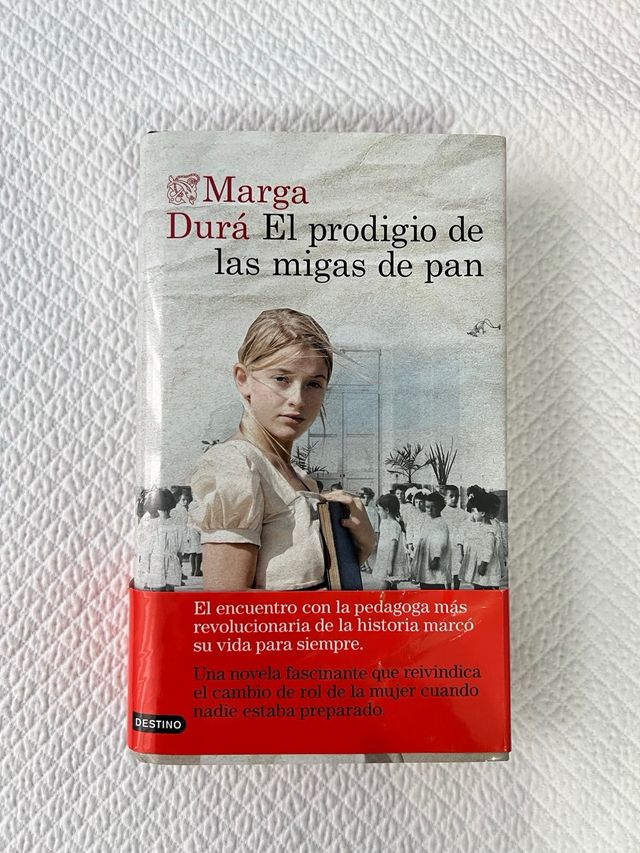 Marga
Durá El prodigio de
las migas de pan
El encuentro con la pedagoga más
revolucionaria de la historia marcó
su vida para siempre.
Una novela fascinante que reivindica
el cambio de rol de la mujer cuando
nadie estaba preparado.
DESTINO